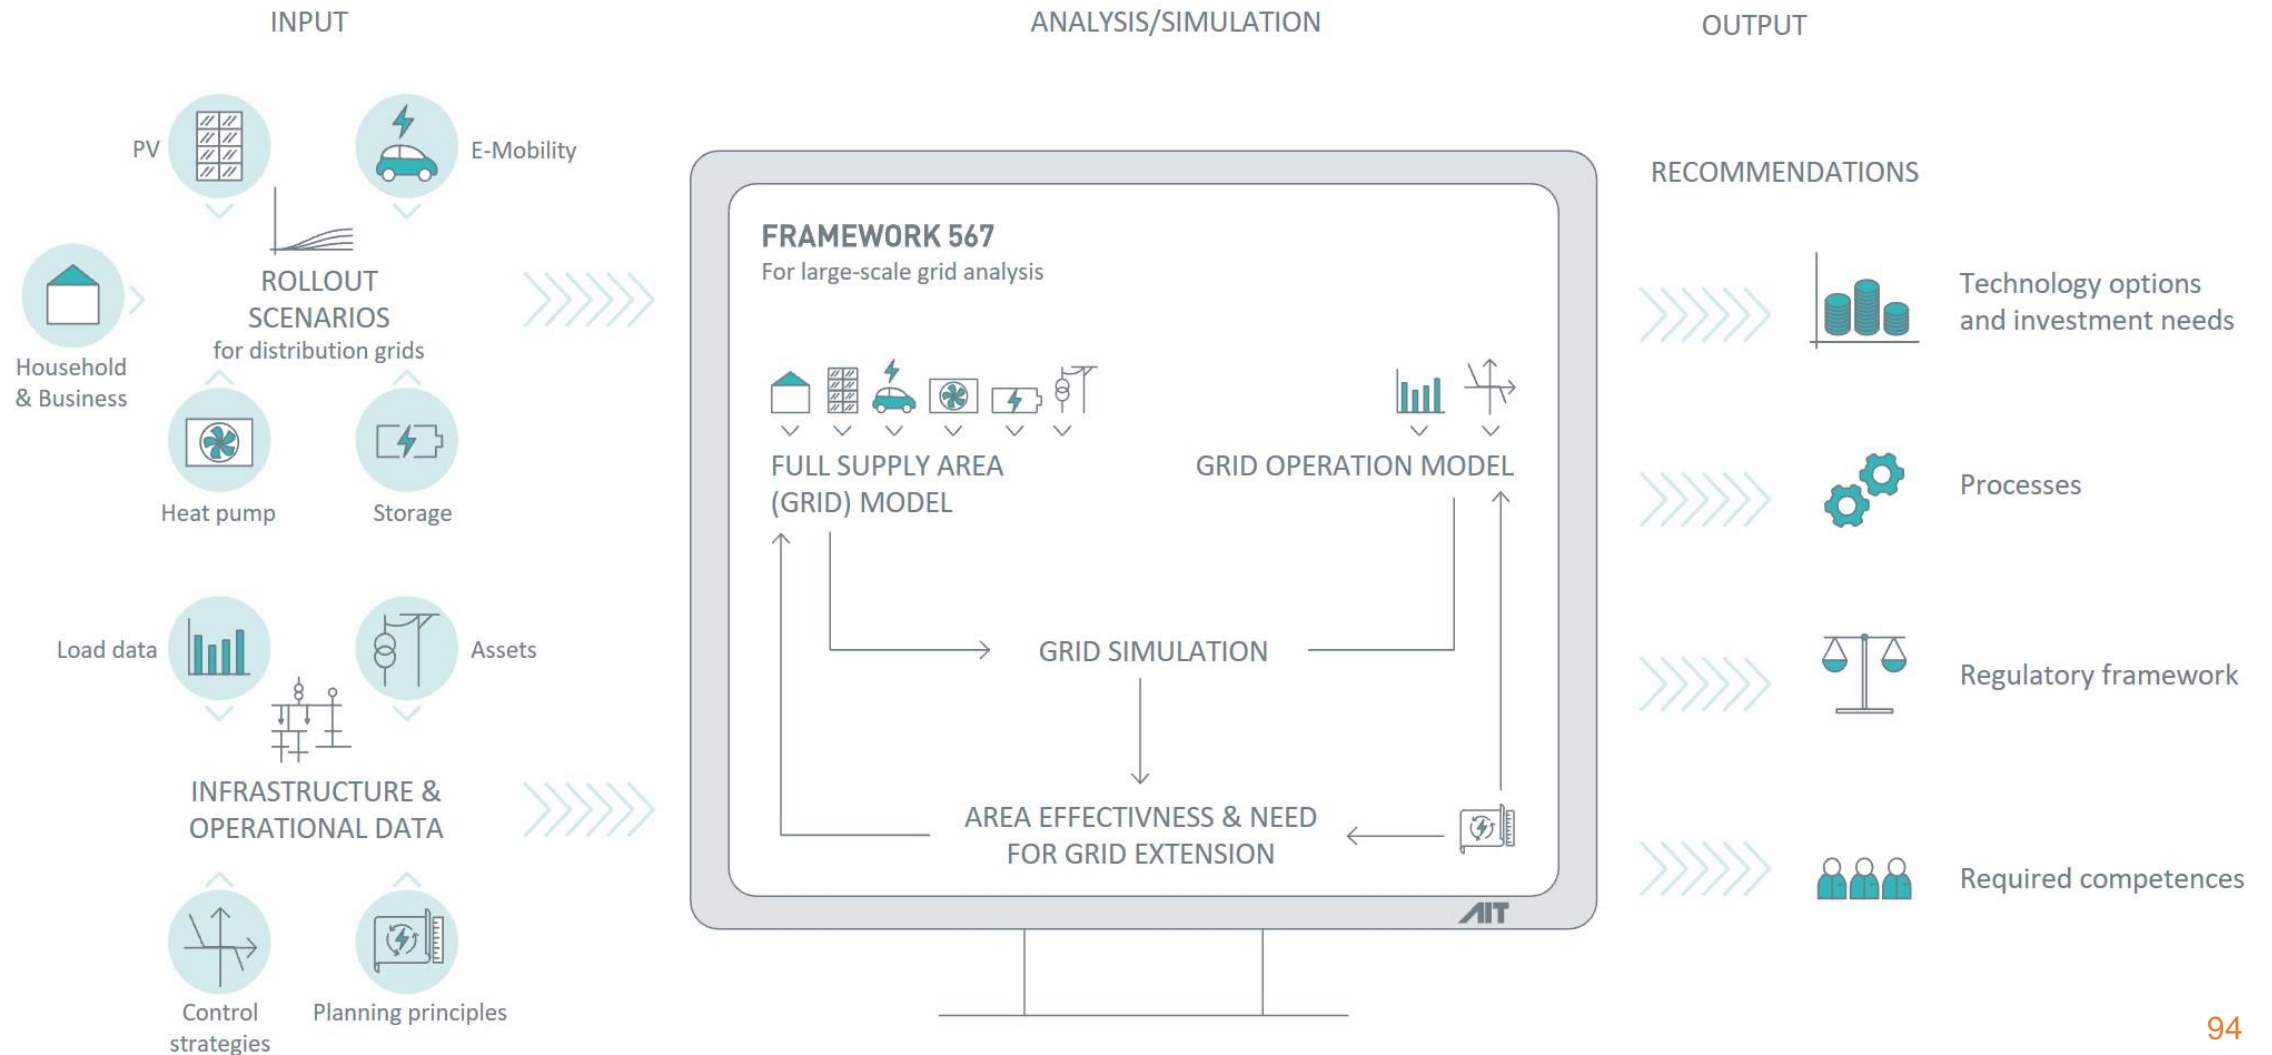 INPUT
ANALYSIS/SIMULATION
OUTPUT
PV
E-Mobility
ROLLOUT
SCENARIOS
for distribution grids
Household
& Business
Heat pump
Storage
Load data
Assets
INFRASTRUCTURE &
OPERATIONAL DATA
Control
strategies
Planning principles
FRAMEWORK 567
For large-scale grid analysis
FULL SUPPLY AREA
(GRID) MODEL
GRID OPERATION MODEL
GRID SIMULATION
AREA EFFECTIVNESS & NEED
FOR GRID EXTENSION
AIT
RECOMMENDATIONS
Technology options
and investment needs
Processes
Regulatory framework
Required competences
94